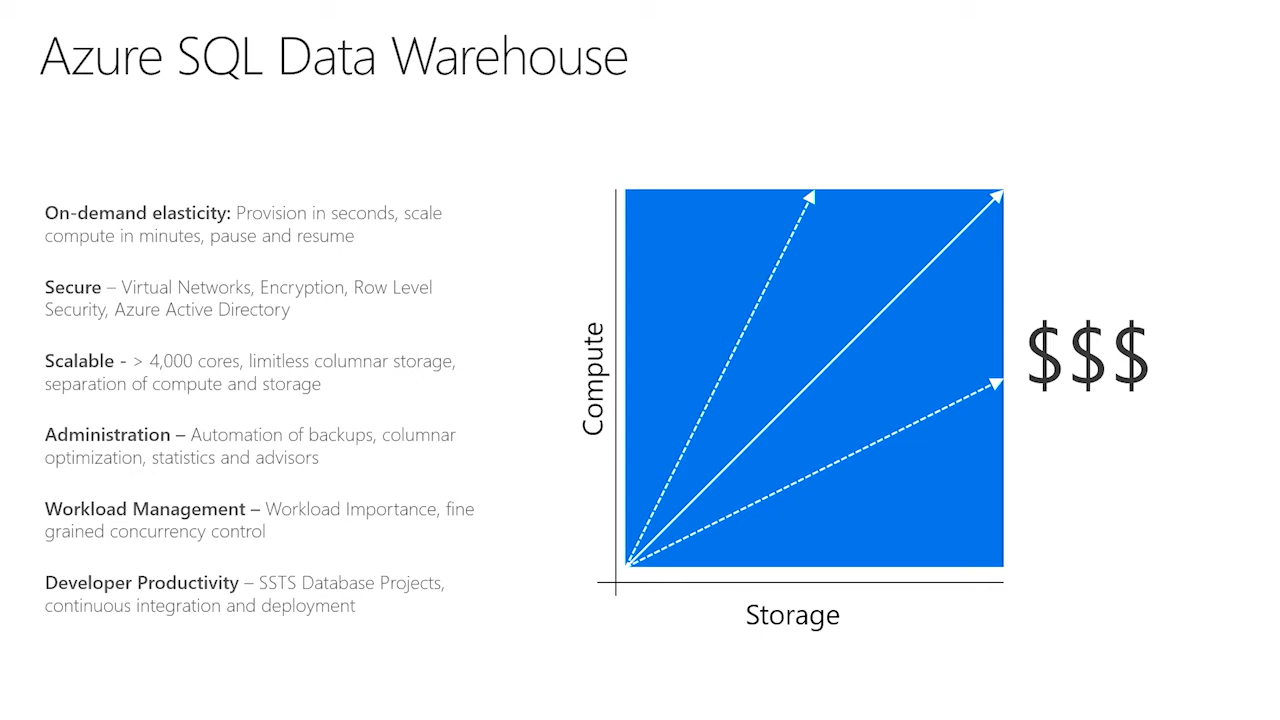 Azure SQL Data Warehouse
On-demand elasticity: Provision in seconds, scale
compute in minutes, pause and resume
Secure – Virtual Networks, Encryption, Row Level
Security, Azure Active Directory
Scalable - > 4,000 cores, limitless columnar storage,
separation of compute and storage
Administration – Automation of backups, columnar
optimization, statistics and advisors
Workload Management – Workload Importance, fine
grained concurrency control
Developer Productivity – SSTS Database Projects,
continuous integration and deployment
Compute
$$$
Storage